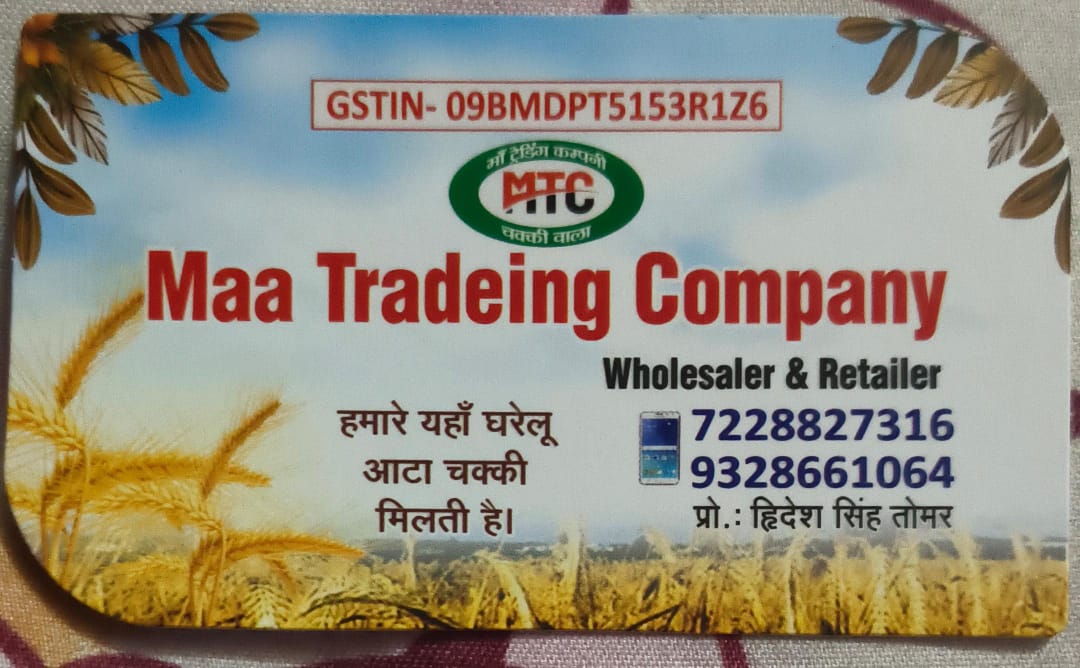 GSTIN- 09BMDPT5153R1Z6
माँ ट्रेडिंग कम्पनी
MTC
चक्की वाला
Maa Tradeing Company
Wholesaler & Retailer
हमारे यहाँ घरेलू
आटा चक्की
मिलती है।
7228827316
9328661064
प्रो.: ह्रिदेश सिंह तोमर